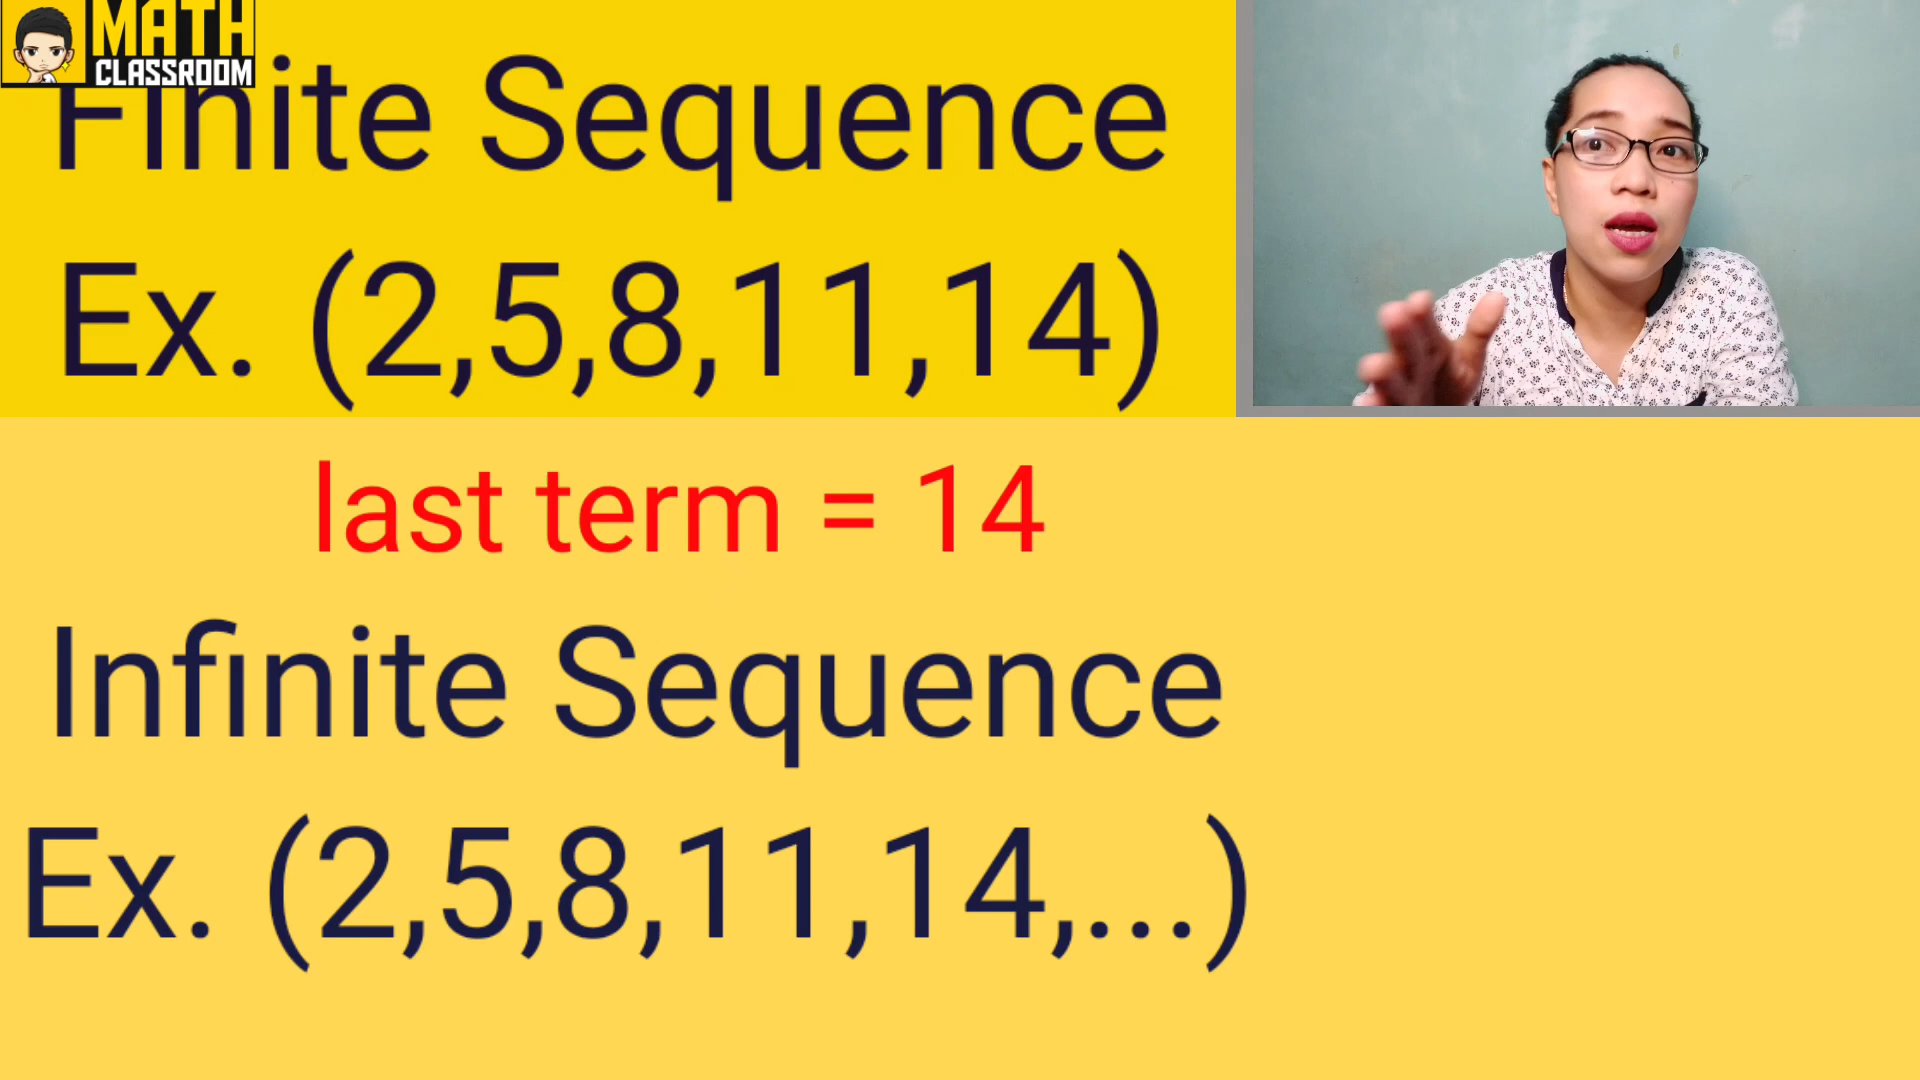 MATH
CLASSROOM
Finite Sequence
Ex. (2,5,8,11,14)
last term = 14
Infinite Sequence
Ex. (2,5,8,11,14,...)